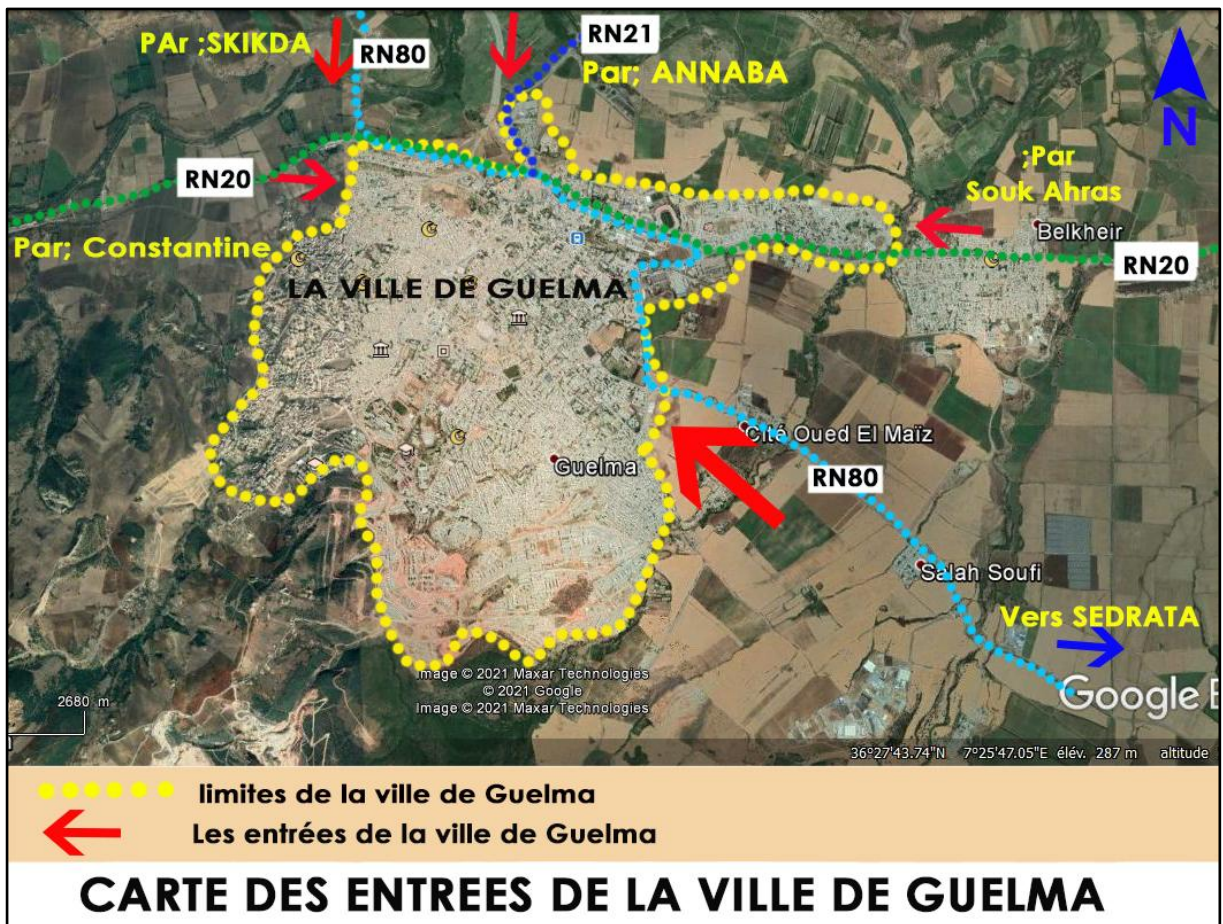 PAr ;SKIKDA
RN80
RN21
Par; ANNABA
N
RN20
;Par
Souk Ahras
Belkheir
Par; Constantine
RN20
LA VILLE DE GUELMA
Cité Oued El Maïz
Guelma
RN80
Salah Soufi
Vers SEDRATA
Image © 2021 Maxar Technologies
© 2021 Google
Image © 2021 Maxar Technologies
2680 m
Google E
36°27'43.74"N 7°25'47.05"E élév. 287 m altitude
limites de la ville de Guelma
Les entrées de la ville de Guelma
CARTE DES ENTREES DE LA VILLE DE GUELMA